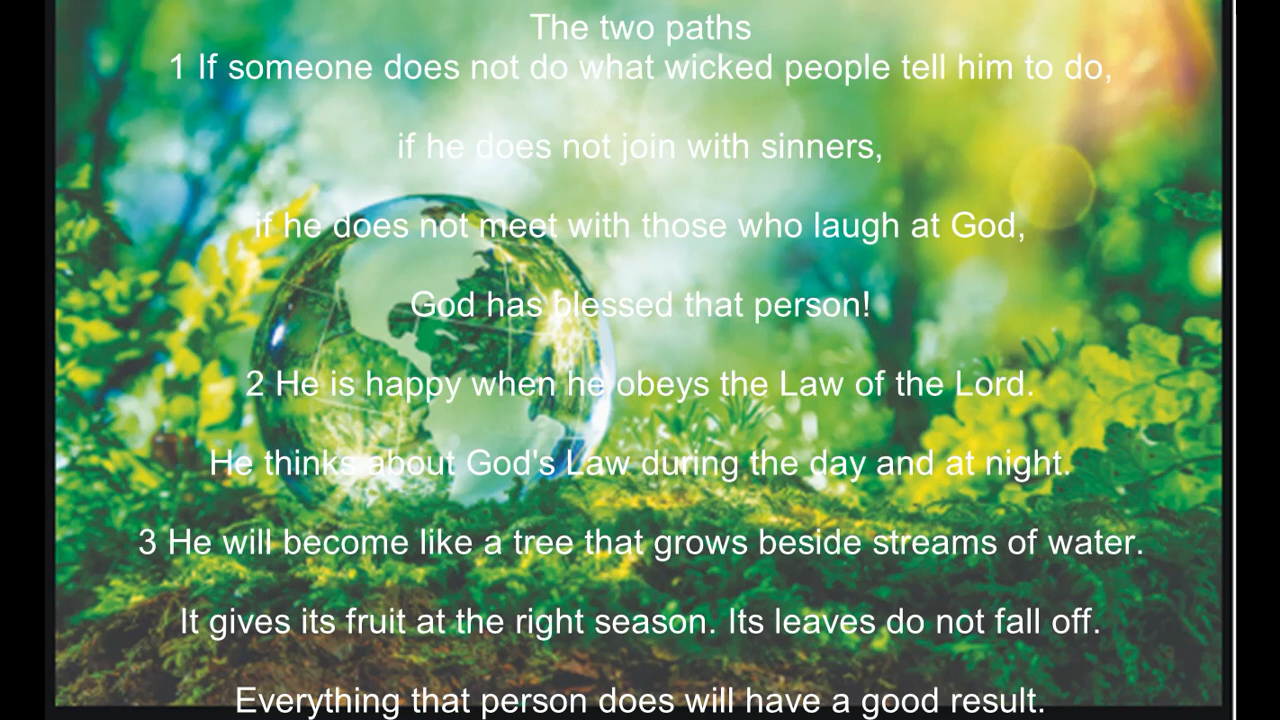 The two paths
1 If someone does not do what wicked people tell him to do,
if he does not join with sinners,
if he does not meet with those who laugh at God,
God has blessed that person!
2 He is happy when he obeys the Law of the Lord.
He thinks about God's Law during the day and at night.
3 He will become like a tree that grows beside streams of water.
It gives its fruit at the right season. Its leaves do not fall off.
Everything that person does will have a good result.